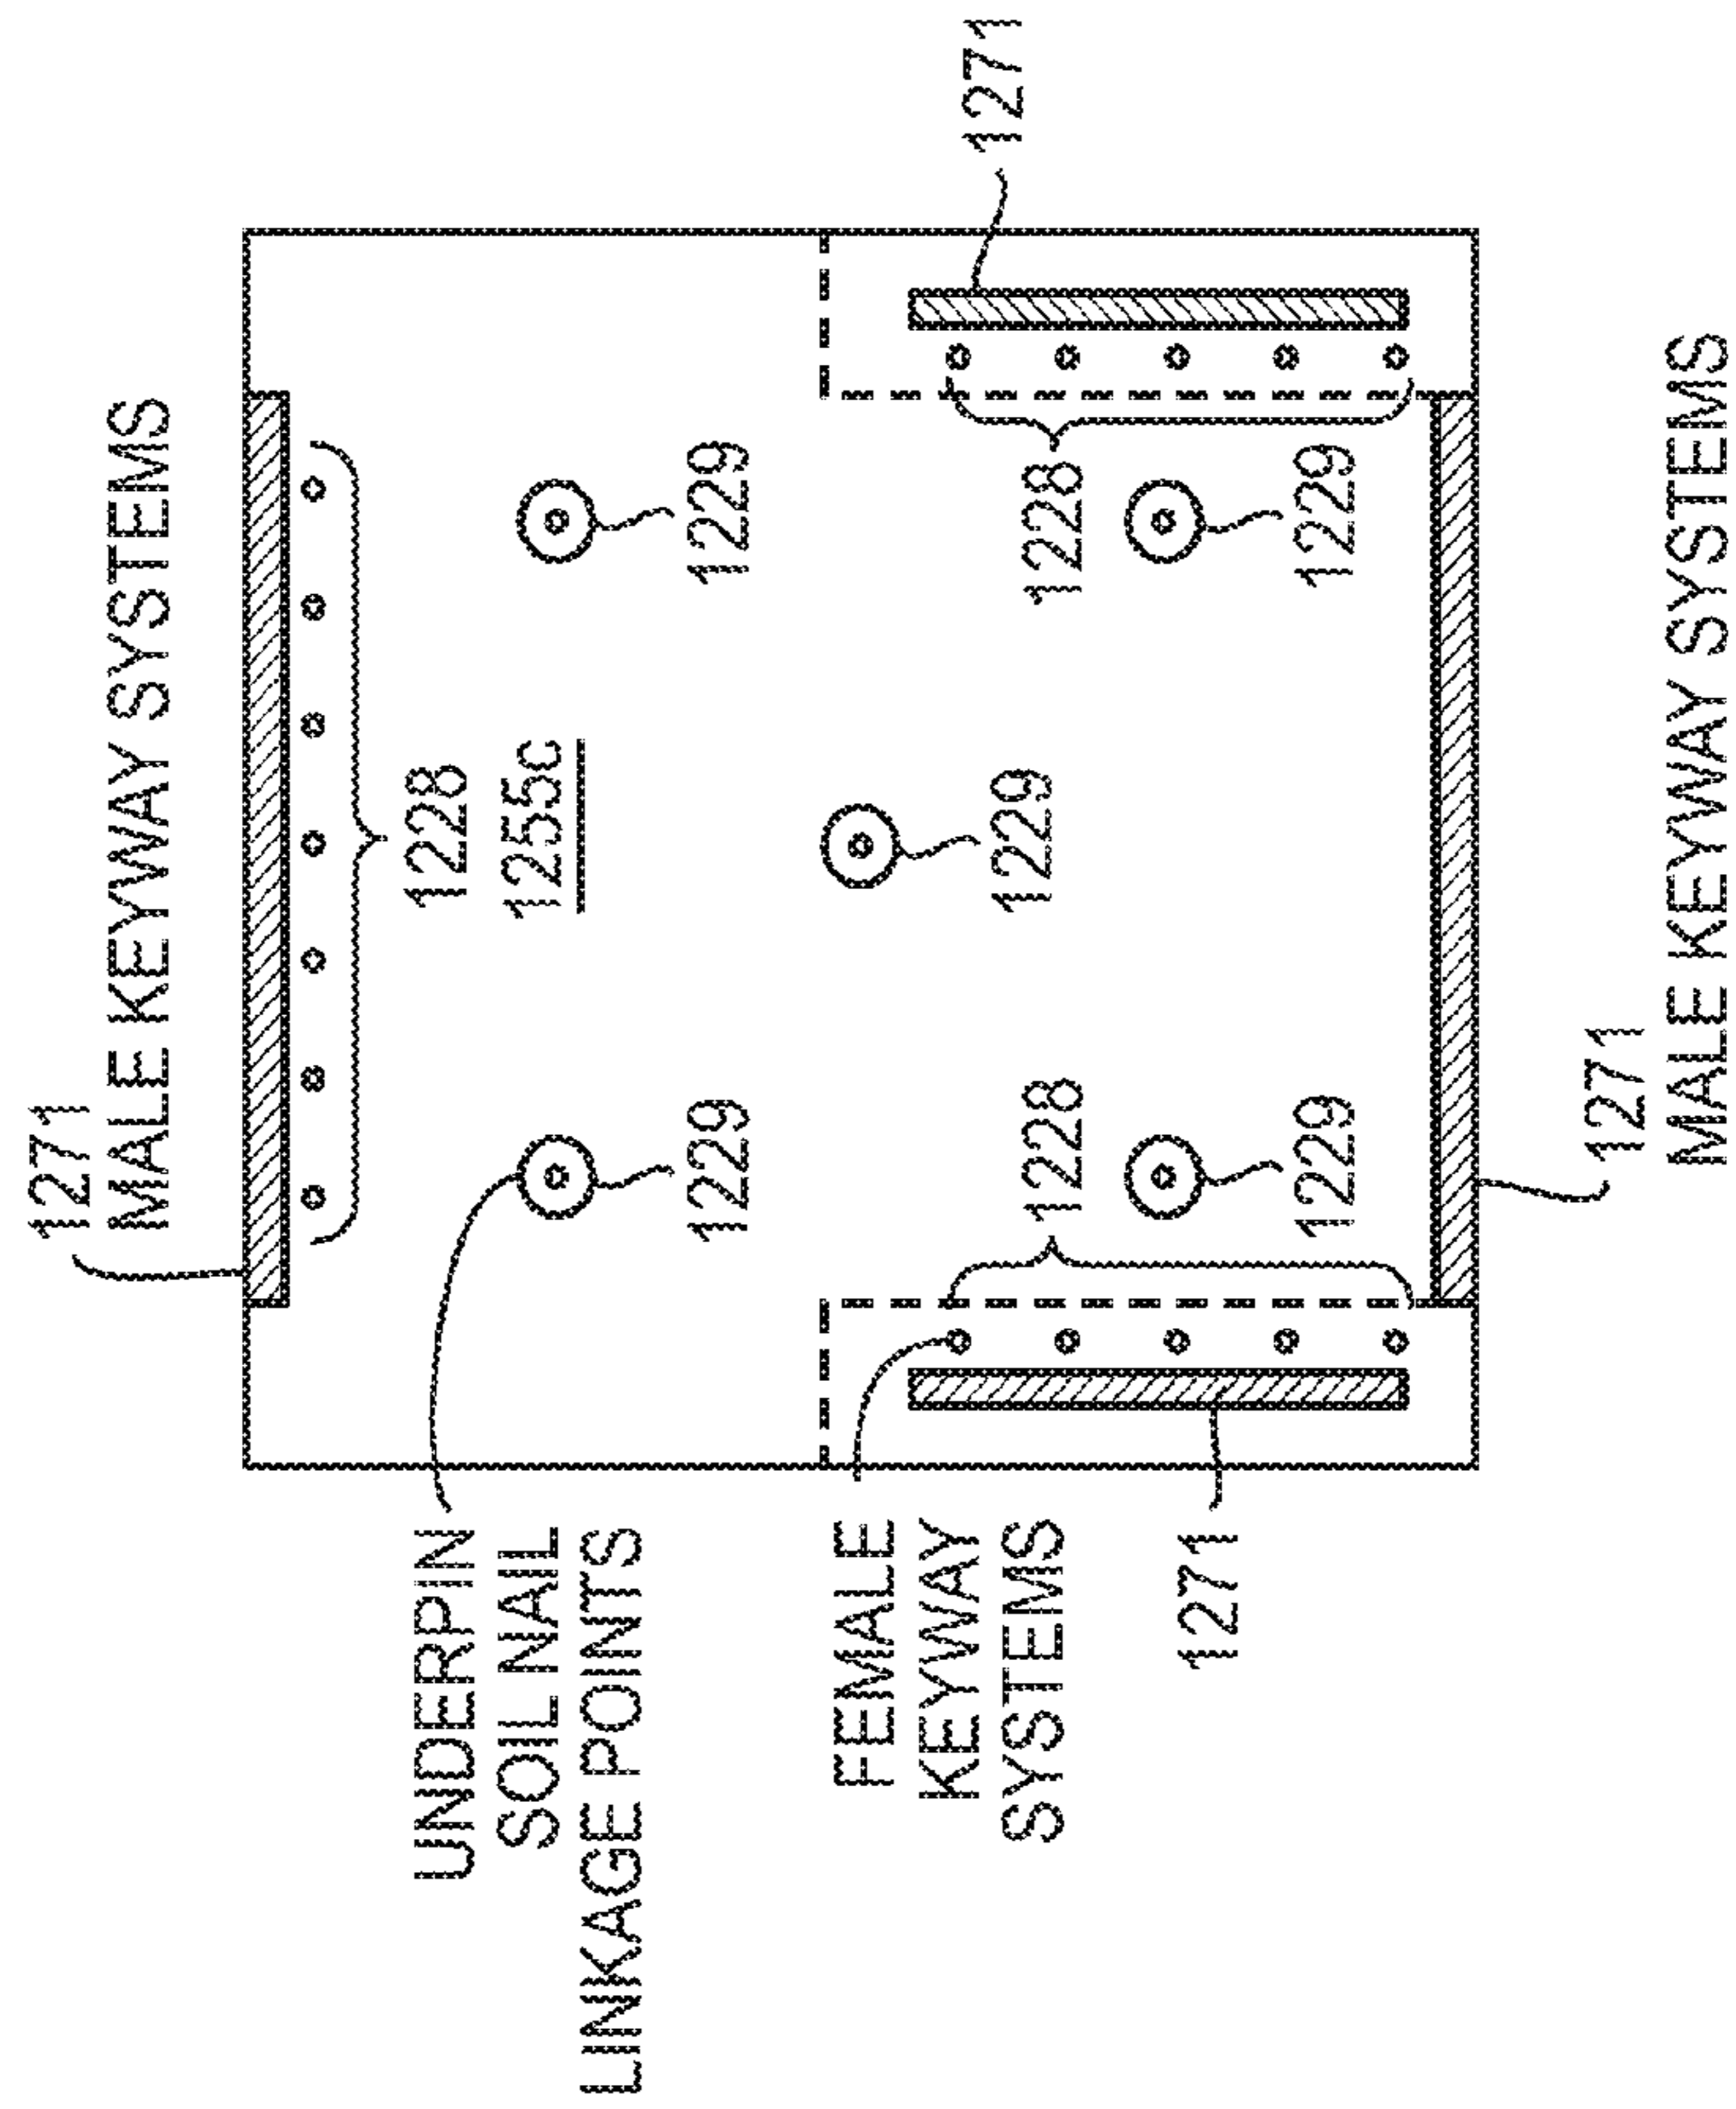 1271
MALE KEYWAY SYSTEMS
1228
1255c
UNDERPIN
SOIL NAIL
LINKAGE POINTS
1229
1229
1229
FEMALE
KEYWAY
SYSTEMS
1271
1228
1228
1271
1229
1229
1271
MALE KEYWAY SYSTEMS